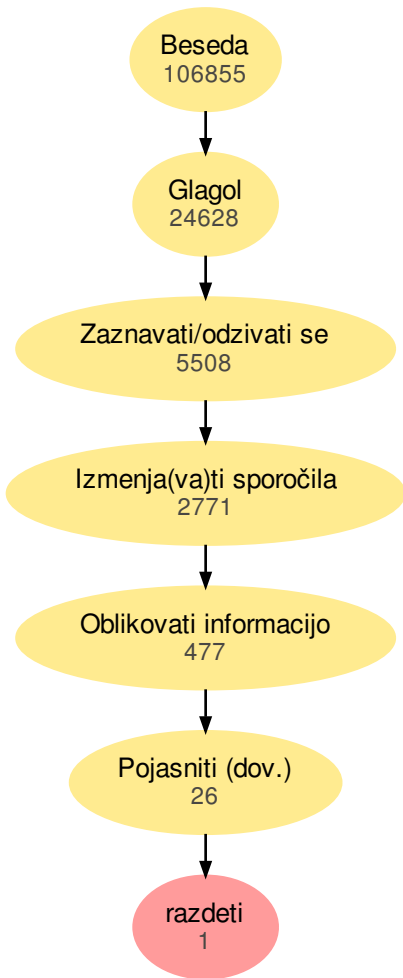 Beseda
106855
Glagol
24628
Zaznavati/odzivati se
5508
Izmenja(va)ti sporočila
2771
Oblikovati informacijo
477
Pojasniti (dov.)
26
razdeti
1